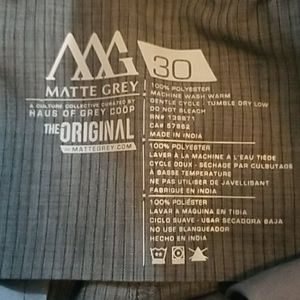 MATTE GREY
A CULTURE COLLECTIVE CURATED BY
HAUS OF GREY COOP
THE ORIGINAL
MATTEGREY.COM
30
100% POLYESTER
MACHINE WASH WARM
GENTLE CYCLE - TUMBLE DRY LOW
DO NOT BLEACH
RN# 139871
CA# 57862
MADE IN INDIA
100% POLYESTER
LAVER À LA MACHINE À L'EAU TIÈDE
CYCLE DOUX - SÉCHAGE PAR CULBUTAGE
À BASSE TEMPÉRATURE
NE PAS UTILISER DE JAVELLISANT
FABRIQUÉ EN INDIA
100% POLIÉSTER
LAVAR A MÁQUINA EN TIBIA
CICLO SUAVE - USAR SECADORA BAJA
NO USE BLANQUEADOR
HECHO EN INDIA